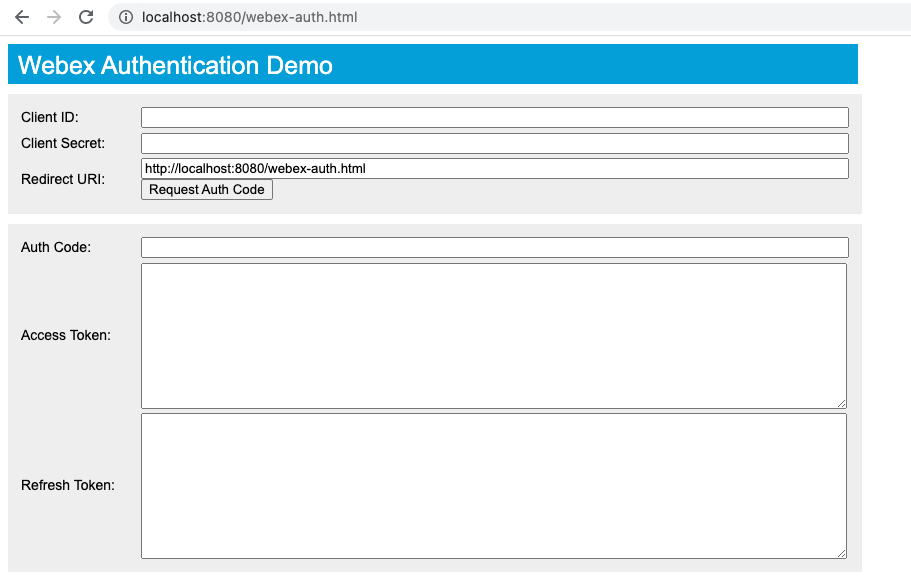 localhost:8080/webex-auth.html
Webex Authentication Demo
Client ID:
Client Secret:
Redirect URI: http://localhost:8080/webex-auth.html
Request Auth Code
Auth Code:
Access Token:
Refresh Token: